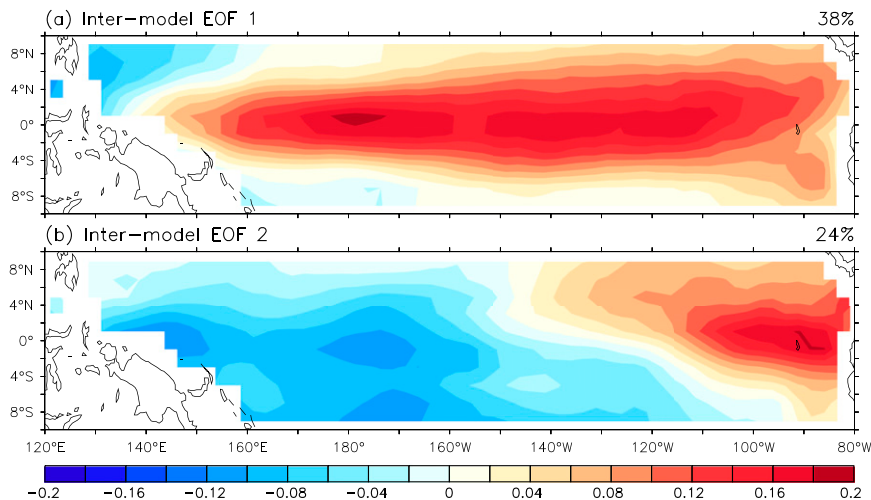 (a) Inter-model EOF 1 38%
8°N
4°N
0°
4°S
8°S
(b) Inter-model EOF 2 24%
8°N
4°N
0°
4°S
8°S
120°E 140°E 160°E 180° 160°W 140°W 120°W 100°W 80°W
-0.2 -0.16 -0.12 -0.08 -0.04 0 0.04 0.08 0.12 0.16 0.2